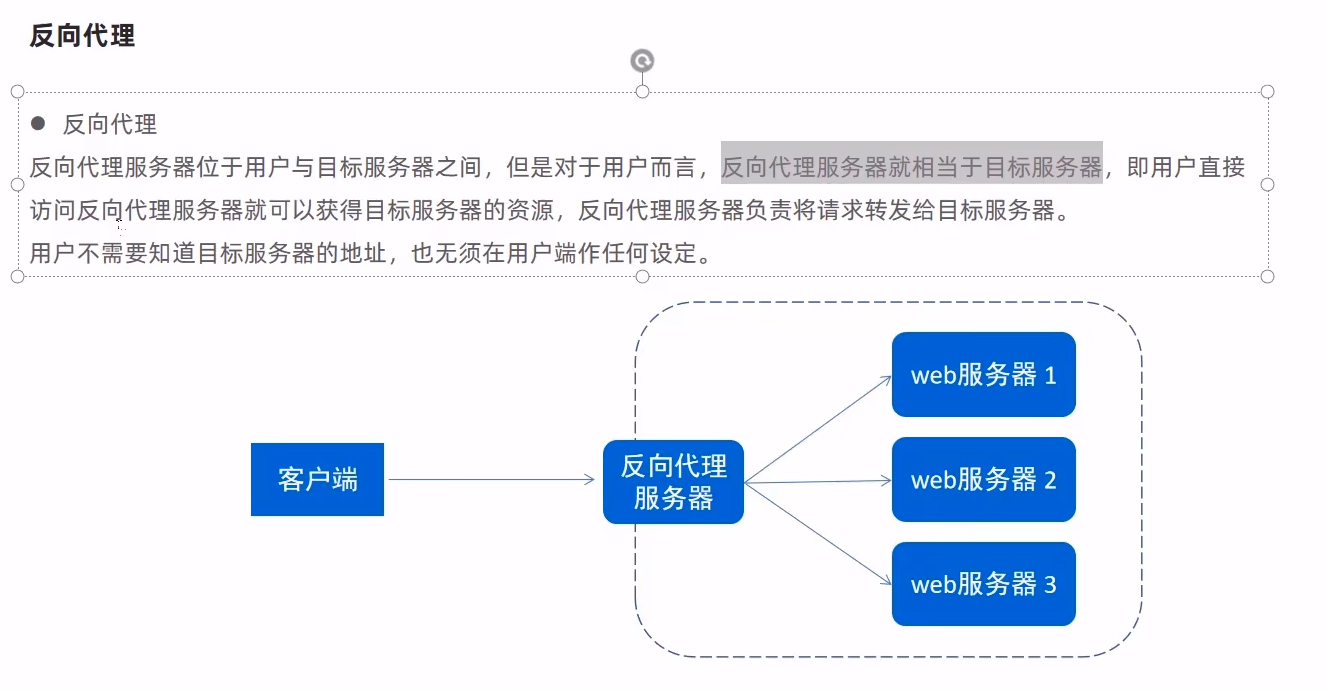 反向代理
● 反向代理
反向代理服务器位于用户与目标服务器之间，但是对于用户而言，反向代理服务器就相当于目标服务器，即用户直接
访问反向代理服务器就可以获得目标服务器的资源，反向代理服务器负责将请求转发给目标服务器。
用户不需要知道目标服务器的地址，也无须在用户端作任何设定。
web服务器 1
客户端
反向代理
服务器
web服务器 2
web服务器 3